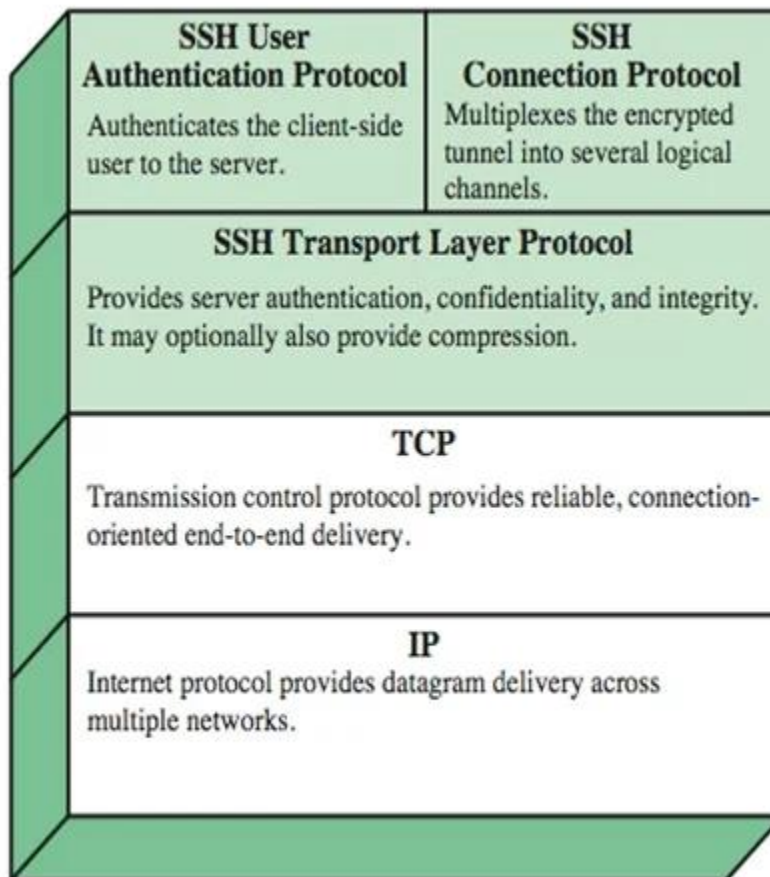 SSH User
Authentication Protocol
Authenticates the client-side
user to the server.
SSH
Connection Protocol
Multiplexes the encrypted
tunnel into several logical
channels.
SSH Transport Layer Protocol
Provides server authentication, confidentiality, and integrity.
It may optionally also provide compression.
TCP
Transmission control protocol provides reliable, connection-
oriented end-to-end delivery.
IP
Internet protocol provides datagram delivery across
multiple networks.